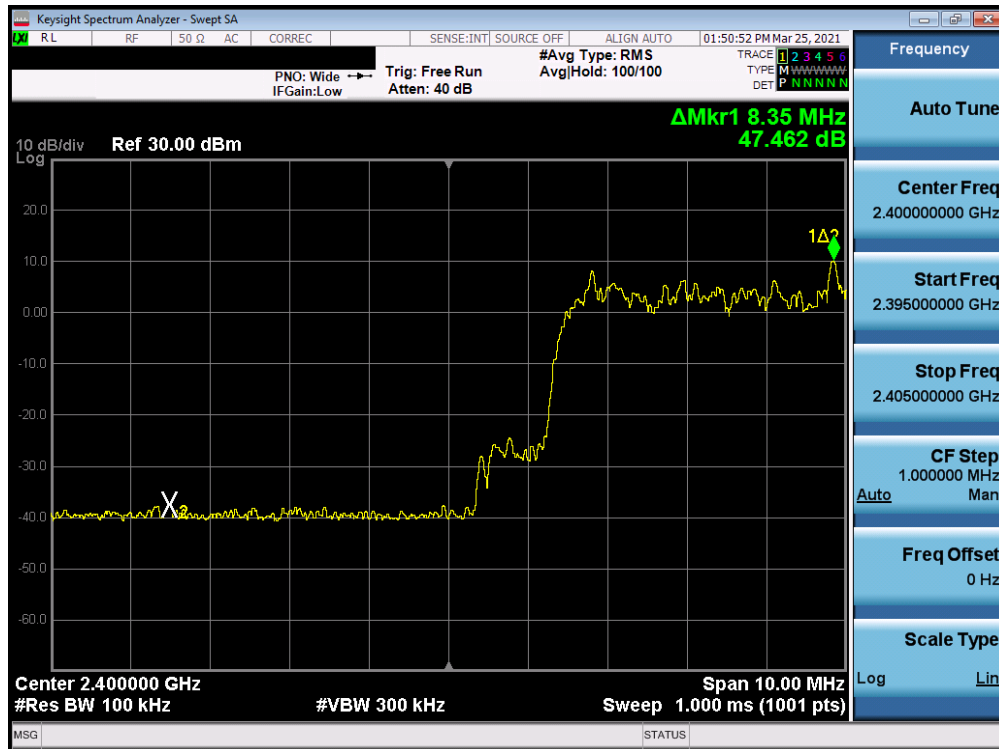 Keysight Spectrum Analyzer - Swept SA
LXI RL RF 50 Ω AC CORREC SENSE:INT SOURCE OFF ALIGN AUTO 01:50:52 PM Mar 25, 2021
PNO: Wide Trig: Free Run #Avg Type: RMS TRACE 1 2 3 4 5 6
IFGain:Low Atten: 40 dB Avg|Hold: 100/100 TYPE M WWWWW
DET P N N N N N
ΔMkr1 8.35 MHz
47.462 dB
10 dB/div Ref 30.00 dBm
Log
20.0
10.0
0.00
-10.0
-20.0
-30.0
-40.0
-50.0
-60.0
1Δ2
X2
Center 2.400000 GHz Span 10.00 MHz
#Res BW 100 kHz #VBW 300 kHz Sweep 1.000 ms (1001 pts)
MSG STATUS
Frequency
Auto Tune
Center Freq
2.400000000 GHz
Start Freq
2.395000000 GHz
Stop Freq
2.405000000 GHz
CF Step
1.000000 MHz
Auto Man
Freq Offset
0 Hz
Scale Type
Log Lin